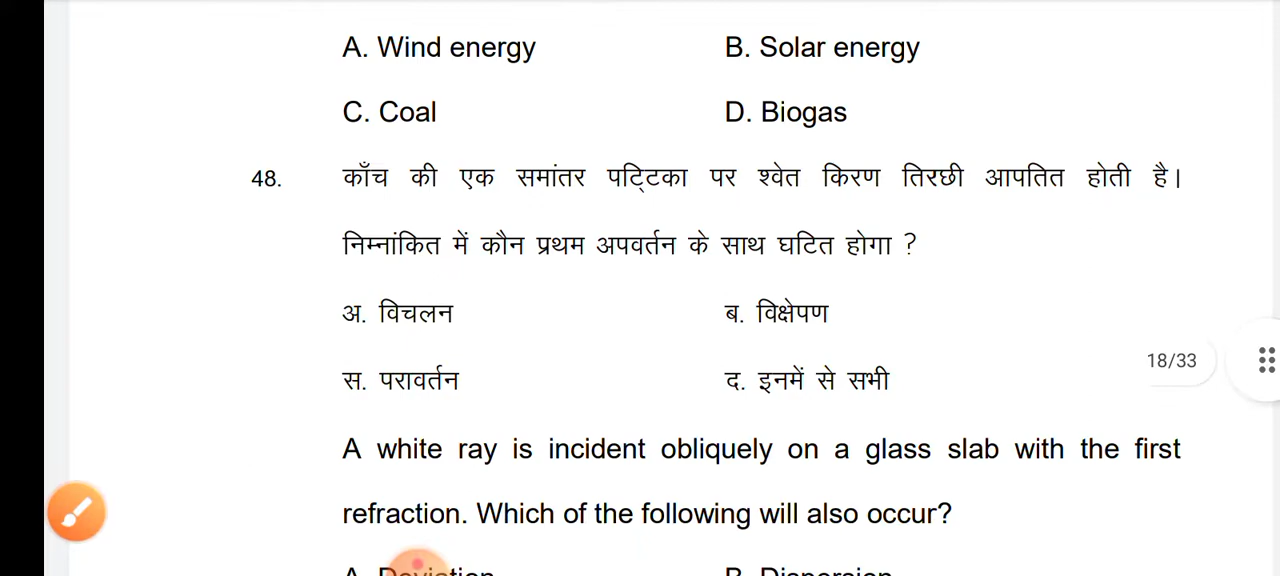 A. Wind energy B. Solar energy
C. Coal D. Biogas
48. काँच की एक समांतर पट्टिका पर श्वेत किरण तिरछी आपतित होती है।
निम्नांकित में कौन प्रथम अपवर्तन के साथ घटित होगा ?
अ. विचलन ब. विक्षेपण
18/33
स. परावर्तन द. इनमें से सभी
A white ray is incident obliquely on a glass slab with the first
refraction. Which of the following will also occur?
A. Deviation B. Dispersion